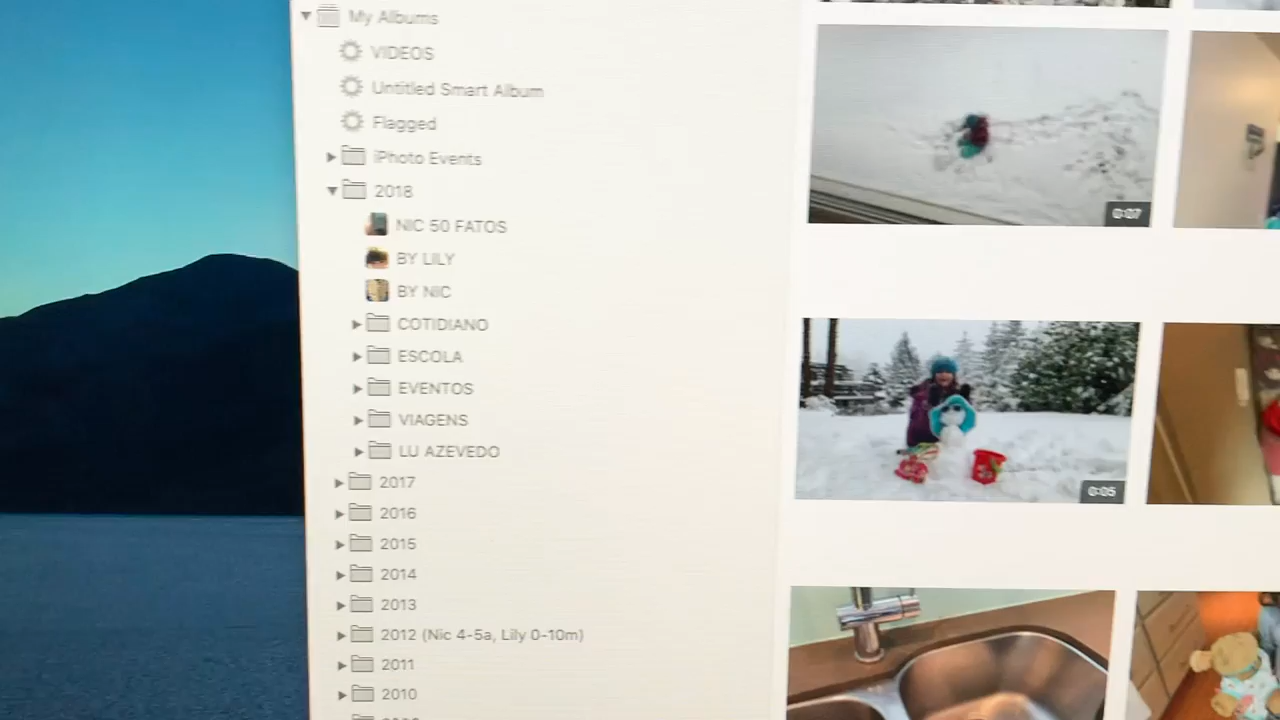 My Albums
VIDEOS
Untitled Smart Album
Flagged
iPhoto Events
2018
NIC 50 FATOS
BY LILY
BY NIC
COTIDIANO
ESCOLA
EVENTOS
VIAGENS
LU AZEVEDO
2017
2016
2015
2014
2013
2012 (Nic 4-5a, Lily 0-10m)
2011
2010
0:07
0:05